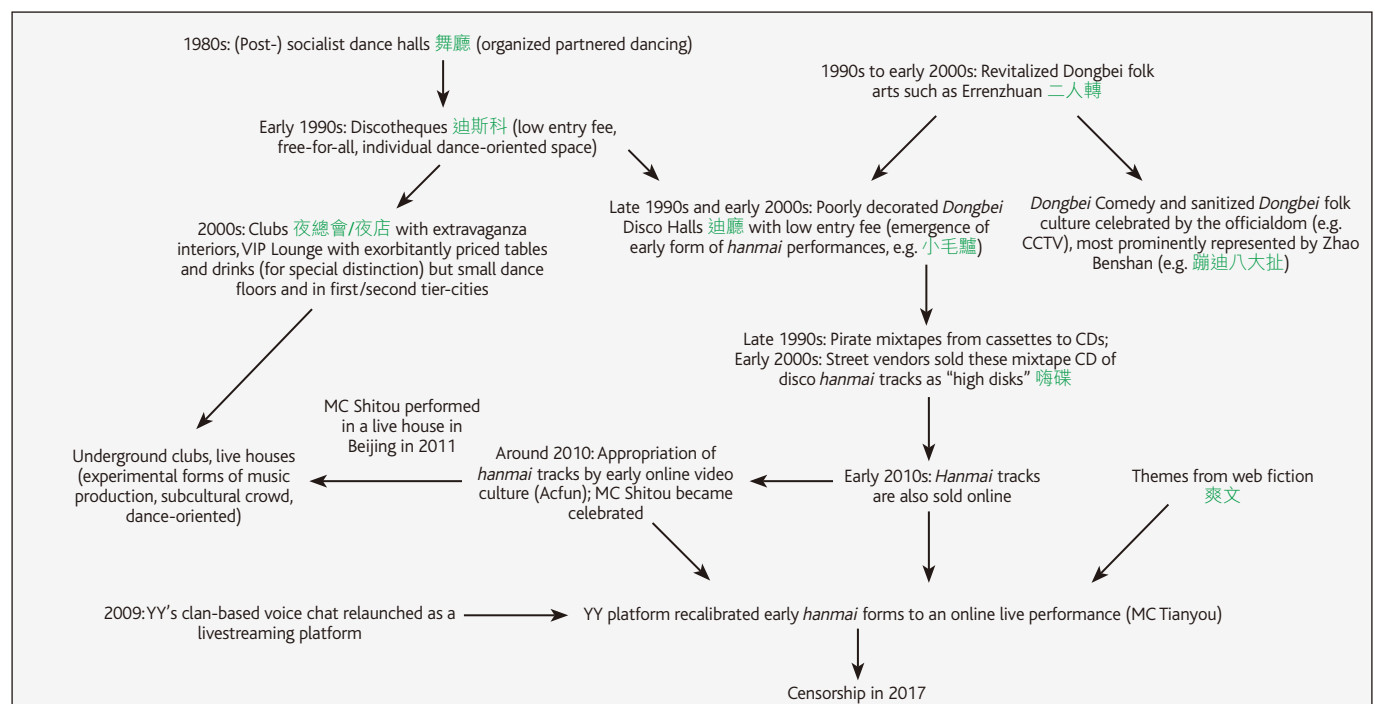 1980s: (Post-) socialist dance halls 舞廳 (organized partnered dancing)
1990s to early 2000s: Revitalized Dongbei folk
arts such as Errenzhuan 二人轉
Early 1990s: Discotheques 迪斯科 (low entry fee,
free-for-all, individual dance-oriented space)
2000s: Clubs 夜總會/夜店 with extravaganza
interiors, VIP Lounge with exorbitantly priced tables
and drinks (for special distinction) but small dance
floors and in first/second tier-cities
Late 1990s and early 2000s: Poorly decorated Dongbei
Disco Halls 迪廳 with low entry fee (emergence of
early form of hanmai performances, e.g. 小毛驢)
Dongbei Comedy and sanitized Dongbei folk
culture celebrated by the officialdom (e.g.
CCTV), most prominently represented by Zhao
Benshan (e.g. 蹦迪八大扯)
Late 1990s: Pirate mixtapes from cassettes to CDs;
Early 2000s: Street vendors sold these mixtape CD of
disco hanmai tracks as “high disks” 嗨碟
MC Shitou performed
in a live house in
Beijing in 2011
Underground clubs, live houses
(experimental forms of music
production, subcultural crowd,
dance-oriented)
Around 2010: Appropriation of
hanmai tracks by early online video
culture (Acfun); MC Shitou became
celebrated
Early 2010s: Hanmai tracks
are also sold online
Themes from web fiction
爽文
2009: YY’s clan-based voice chat relaunched as a
livestreaming platform
YY platform recalibrated early hanmai forms to an online live performance (MC Tianyou)
Censorship in 2017